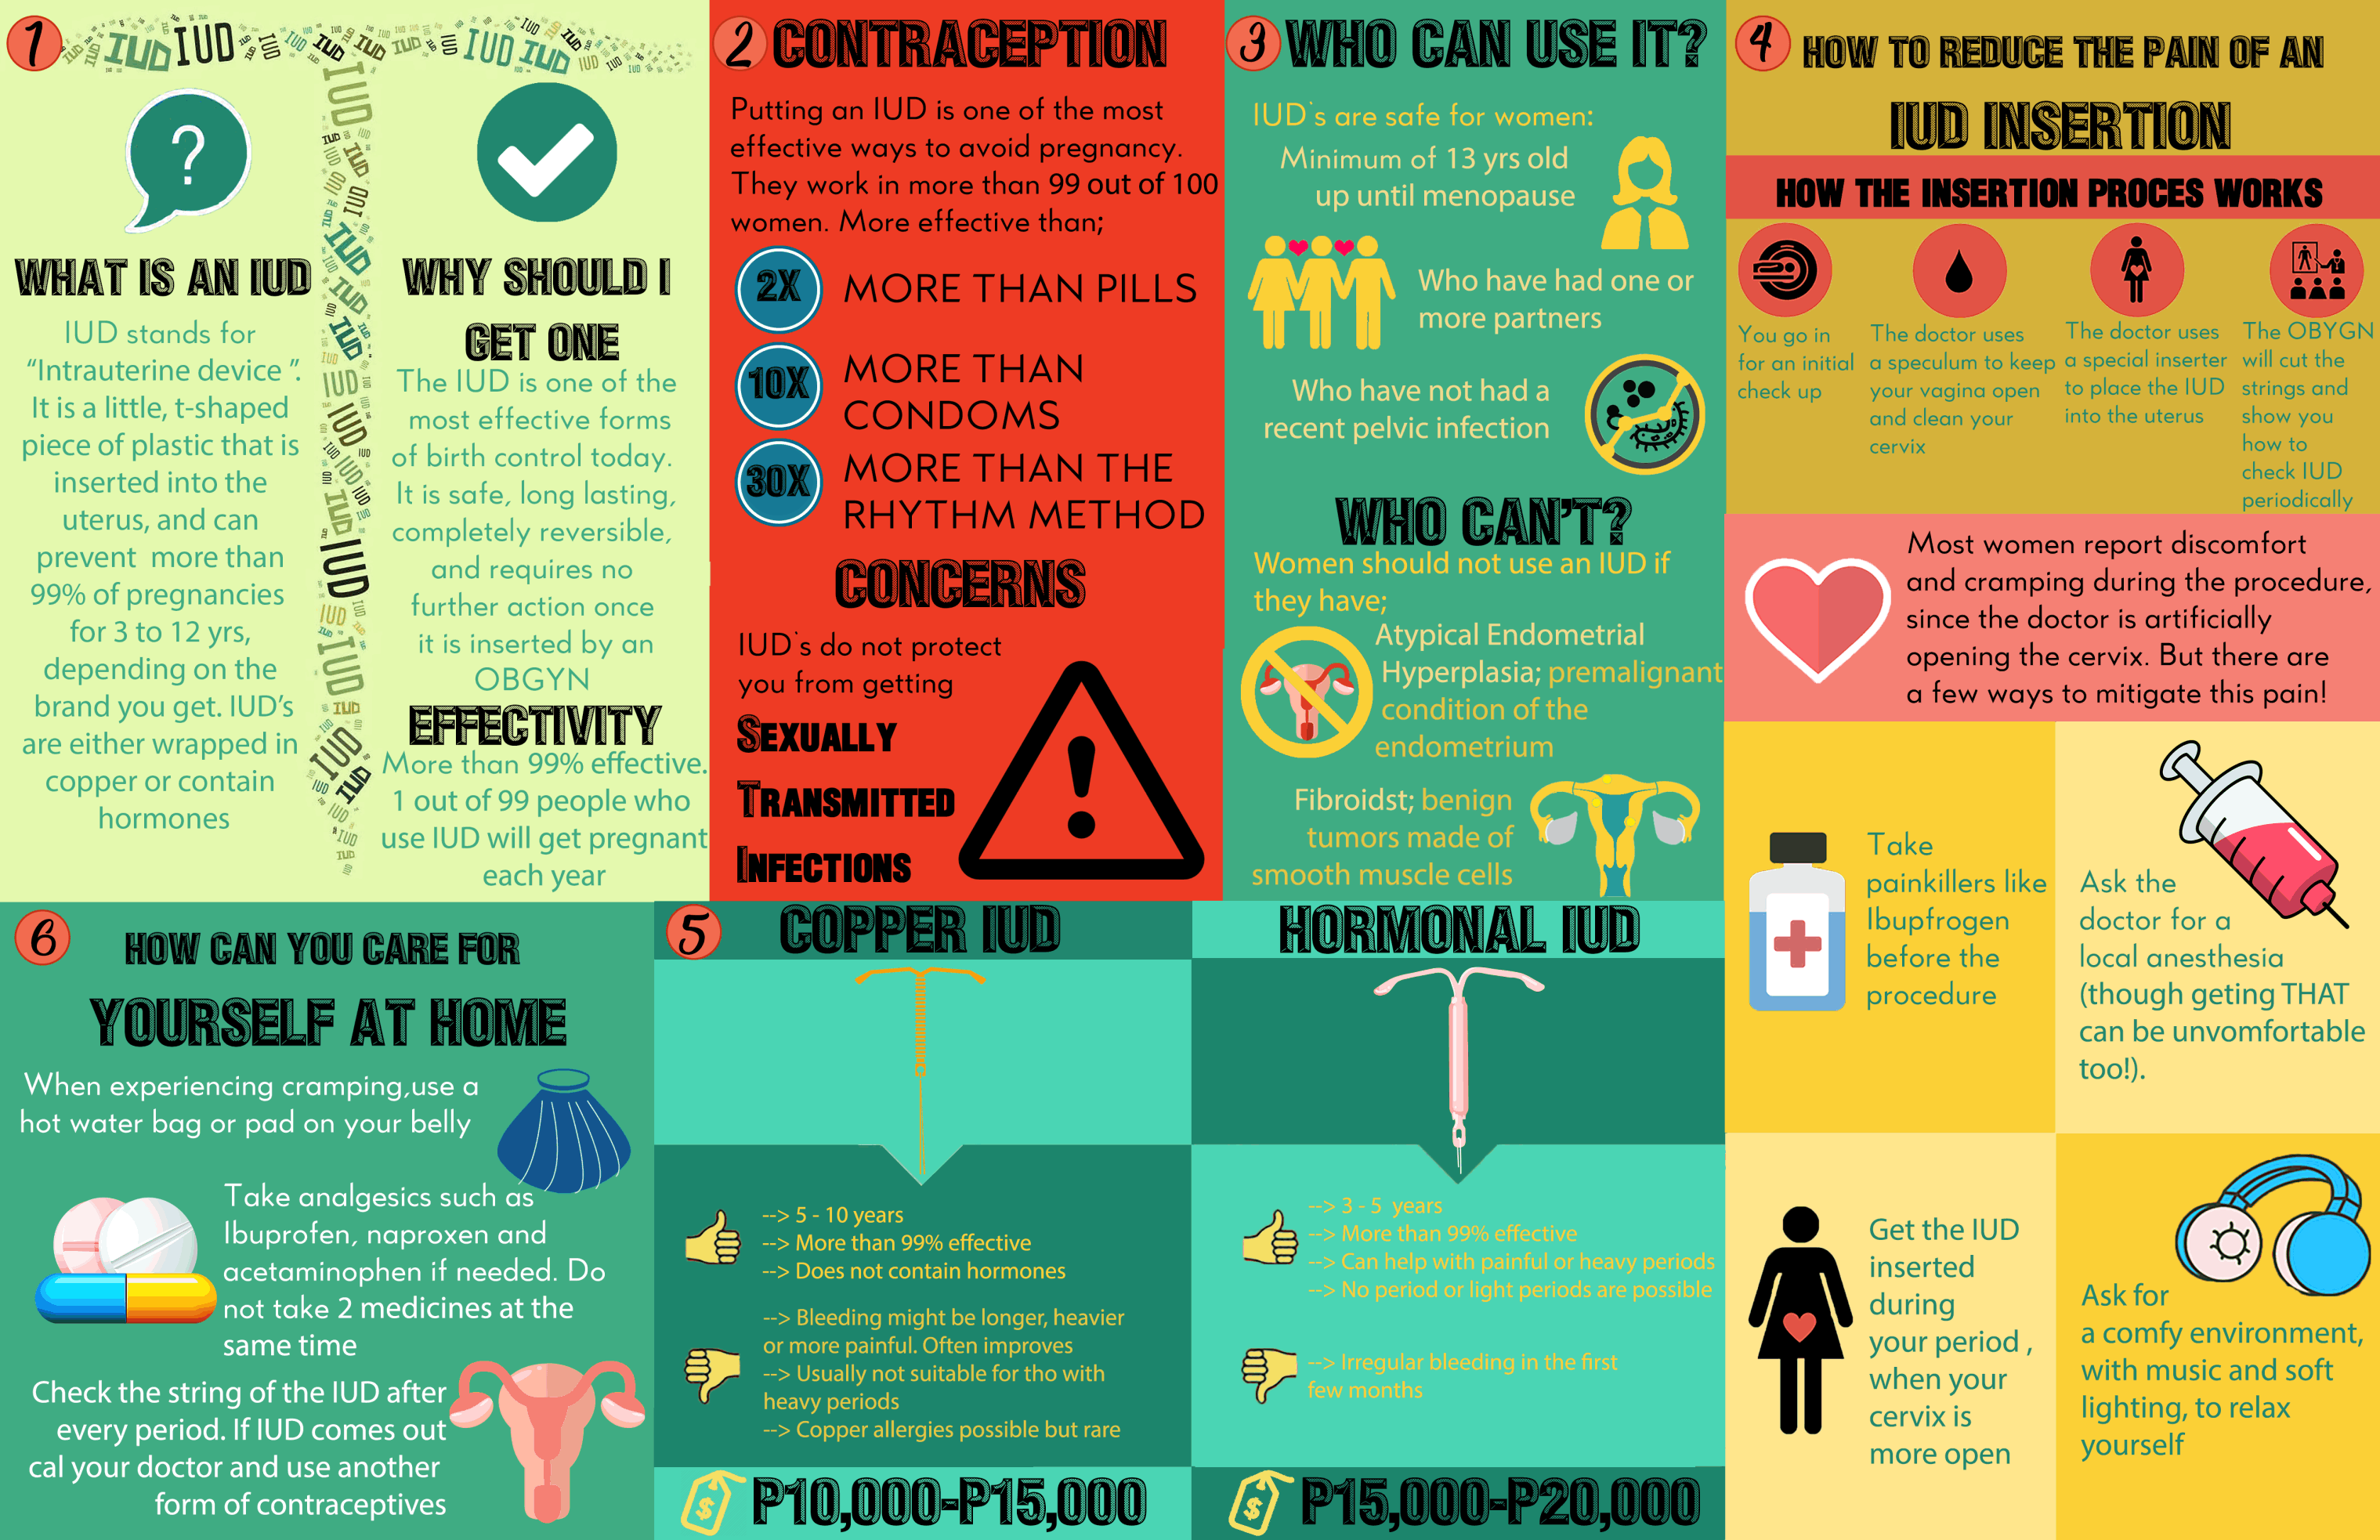 1
IUD IUD IUD IUD IUD IUD IUD IUD IUD
WHAT IS AN IUD
IUD stands for
“Intrauterine device ”.
It is a little, t-shaped
piece of plastic that is
inserted into the
uterus, and can
prevent more than
99% of pregnancies
for 3 to 12 yrs,
depending on the
brand you get. IUD’s
are either wrapped in
copper or contain
hormones
WHY SHOULD I
GET ONE
The IUD is one of the
most effective forms
of birth control today.
It is safe, long lasting,
completely reversible,
and requires no
further action once
it is inserted by an
OBGYN
EFFECTIVITY
More than 99% effective.
1 out of 99 people who
use IUD will get pregnant
each year
2 CONTRACEPTION
Putting an IUD is one of the most
effective ways to avoid pregnancy.
They work in more than 99 out of 100
women. More effective than;
2X MORE THAN PILLS
10X MORE THAN
CONDOMS
30X MORE THAN THE
RHYTHM METHOD
CONCERNS
IUD's do not protect
you from getting
SEXUALLY
TRANSMITTED
INFECTIONS
3 WHO CAN USE IT?
IUD's are safe for women:
Minimum of 13 yrs old
up until menopause
Who have had one or
more partners
Who have not had a
recent pelvic infection
WHO CAN'T?
Women should not use an IUD if
they have;
Atypical Endometrial
Hyperplasia; premalignant
condition of the
endometrium
Fibroidst; benign
tumors made of
smooth muscle cells
4 HOW TO REDUCE THE PAIN OF AN
IUD INSERTION
HOW THE INSERTION PROCES WORKS
You go in
for an initial
check up
The doctor uses
a speculum to keep
your vagina open
and clean your
cervix
The doctor uses
a special inserter
to place the IUD
into the uterus
The OBYGN
will cut the
strings and
show you
how to
check IUD
periodically
Most women report discomfort
and cramping during the procedure,
since the doctor is artificially
opening the cervix. But there are
a few ways to mitigate this pain!
Take
painkillers like
Ibupfrogen
before the
procedure
Ask the
doctor for a
local anesthesia
(though geting THAT
can be unvomfortable
too!).
Get the IUD
inserted
during
your period ,
when your
cervix is
more open
Ask for
a comfy environment,
with music and soft
lighting, to relax
yourself
5 COPPER IUD
--> 5 - 10 years
--> More than 99% effective
--> Does not contain hormones
--> Bleeding might be longer, heavier
or more painful. Often improves
--> Usually not suitable for tho with
heavy periods
--> Copper allergies possible but rare
$ P10,000-P15,000
HORMONAL IUD
--> 3 - 5 years
--> More than 99% effective
--> Can help with painful or heavy periods
--> No period or light periods are possible
--> Irregular bleeding in the first
few months
$ P15,000-P20,000
6 HOW CAN YOU CARE FOR
YOURSELF AT HOME
When experiencing cramping,use a
hot water bag or pad on your belly
Take analgesics such as
Ibuprofen, naproxen and
acetaminophen if needed. Do
not take 2 medicines at the
same time
Check the string of the IUD after
every period. If IUD comes out
cal your doctor and use another
form of contraceptives